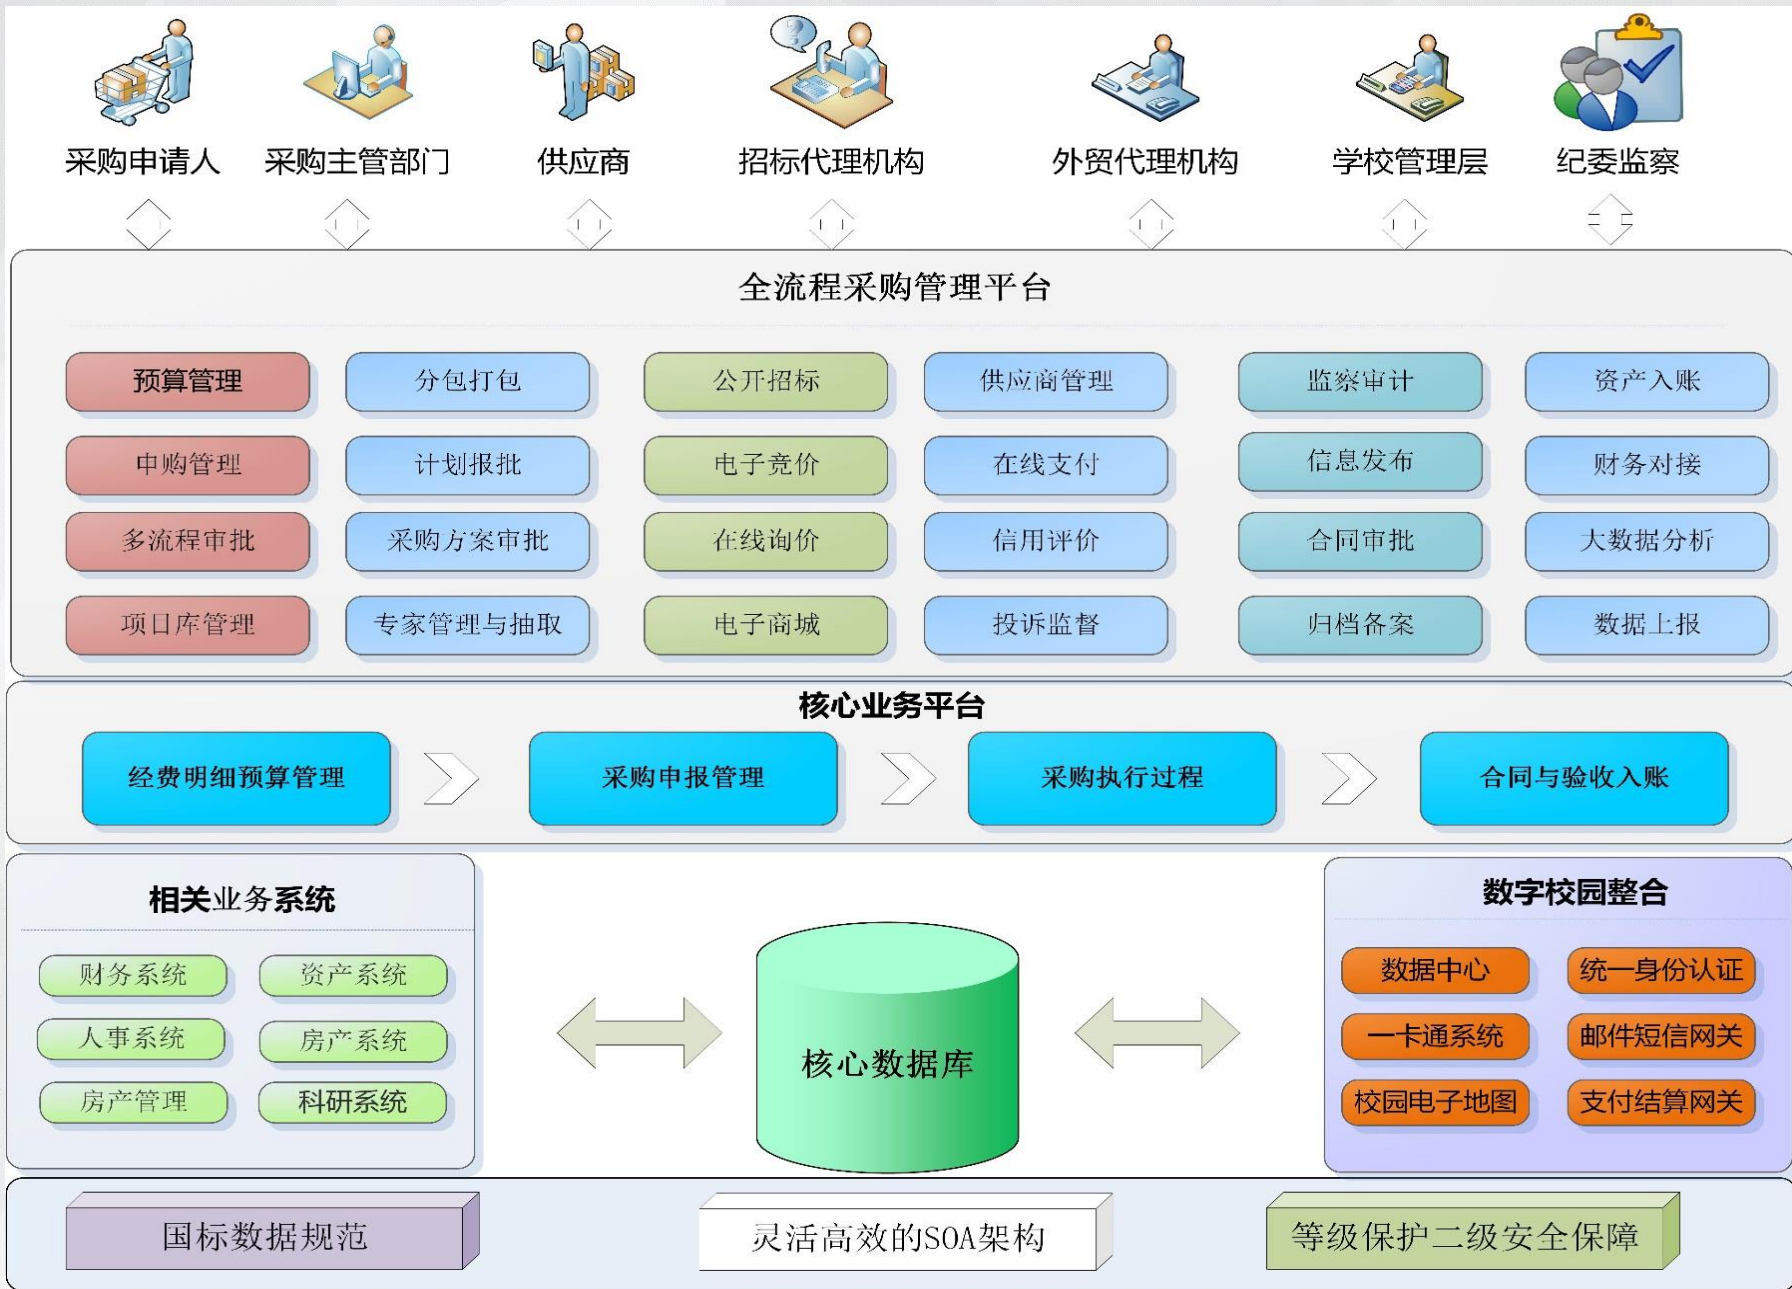 采购申请人 采购主管部门 供应商 招标代理机构 外贸代理机构 学校管理层 纪委监察
全流程采购管理平台
预算管理 分包打包 公开招标 供应商管理 监察审计 资产入账
申购管理 计划报批 电子竞价 在线支付 信息发布 财务对接
多流程审批 采购方案审批 在线询价 信用评价 合同审批 大数据分析
项目库管理 专家管理与抽取 电子商城 投诉监督 归档备案 数据上报
核心业务平台
经费明细预算管理 采购申报管理 采购执行过程 合同与验收入账
相关业务系统
财务系统 资产系统
人事系统 房产系统
房产管理 科研系统
核心数据库
数字校园整合
数据中心 统一身份认证
一卡通系统 邮件短信网关
校园电子地图 支付结算网关
国标数据规范 灵活高效的SOA架构 等级保护二级安全保障